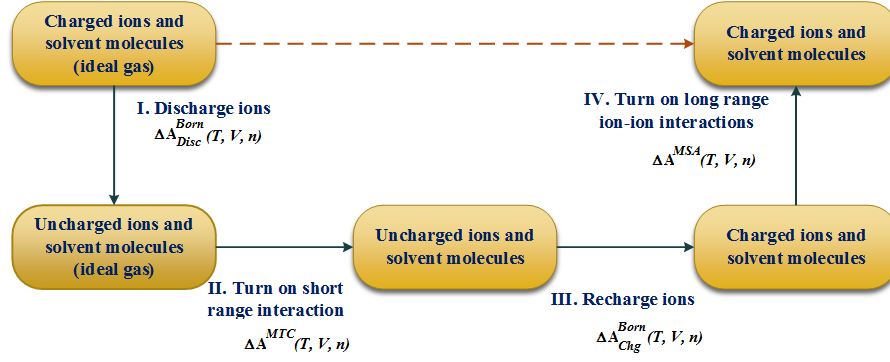 Charged ions and
solvent molecules
(ideal gas)
Charged ions and
solvent molecules
I. Discharge ions
ΔA^Born_Disc (T, V, n)
IV. Turn on long range
ion-ion interactions
ΔA^MSA(T, V, n)
Uncharged ions and
solvent molecules
(ideal gas)
Uncharged ions and
solvent molecules
Charged ions and
solvent molecules
II. Turn on short
range interaction
ΔA^MTC(T, V, n)
III. Recharge ions
ΔA^Born_Chg (T, V, n)